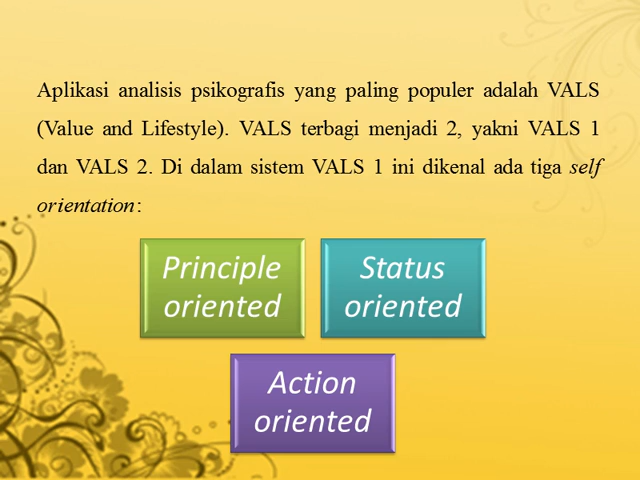 Aplikasi analisis psikografis yang paling populer adalah VALS
(Value and Lifestyle). VALS terbagi menjadi 2, yakni VALS 1
dan VALS 2. Di dalam sistem VALS 1 ini dikenal ada tiga self
orientation:
Principle
oriented
Status
oriented
Action
oriented